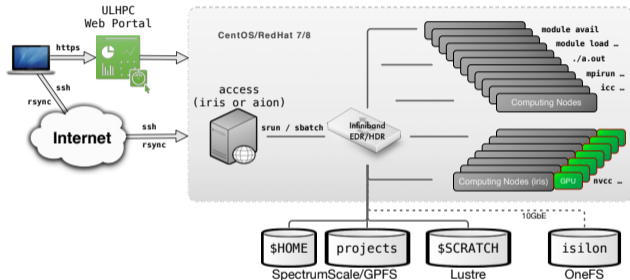 ULHPC
Web Portal
https
ssh
rsync
Internet
ssh
rsync
CentOS/RedHat 7/8
access
(iris or aion)
srun / sbatch
Infiniband
EDR/HDR
module avail
module load …
./a.out
mpirun …
icc …
Computing Nodes
Computing Nodes (iris)
GPU
nvcc …
10GbE
$HOME
projects
$SCRATCH
isilon
SpectrumScale/GPFS
Lustre
OneFS